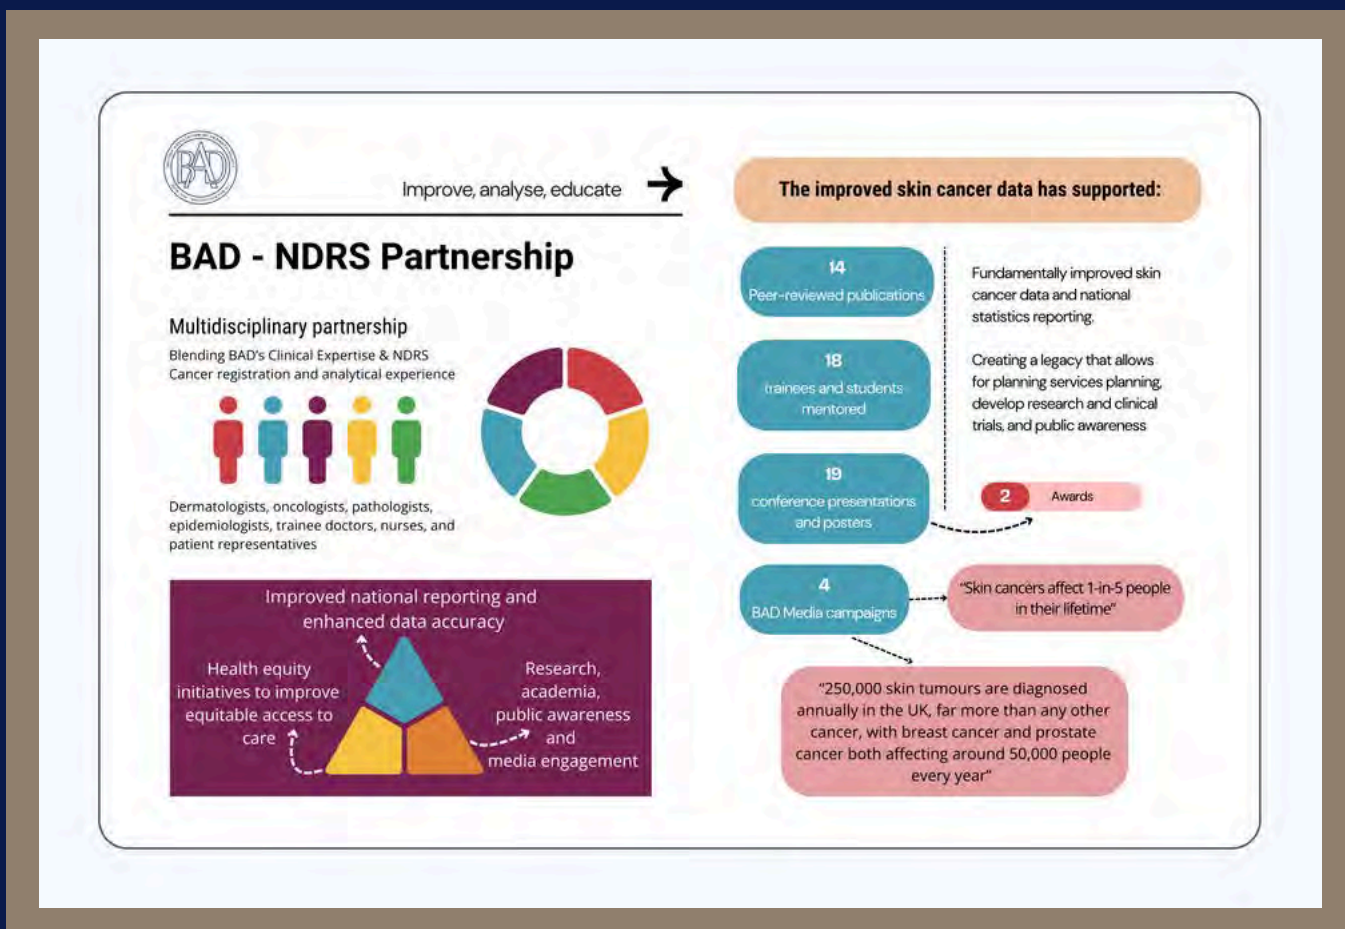 BAD
Improve, analyse, educate
BAD - NDRS Partnership
Multidisciplinary partnership
Blending BAD's Clinical Expertise & NDRS
Cancer registration and analytical experience
Dermatologists, oncologists, pathologists,
epidemiologists, trainee doctors, nurses, and
patient representatives
Improved national reporting and
enhanced data accuracy
Health equity
initiatives to improve
equitable access to
care
Research,
academia,
public awareness
and
media engagement
The improved skin cancer data has supported:
14
Peer-reviewed publications
18
trainees and students
mentored
19
conference presentations
and posters
4
BAD Media campaigns
Fundamentally improved skin
cancer data and national
statistics reporting.
Creating a legacy that allows
for planning services planning,
develop research and clinical
trials, and public awareness
2
Awards
"Skin cancers affect 1-in-5 people
in their lifetime"
"250,000 skin tumours are diagnosed
annually in the UK, far more than any other
cancer, with breast cancer and prostate
cancer both affecting around 50,000 people
every year"